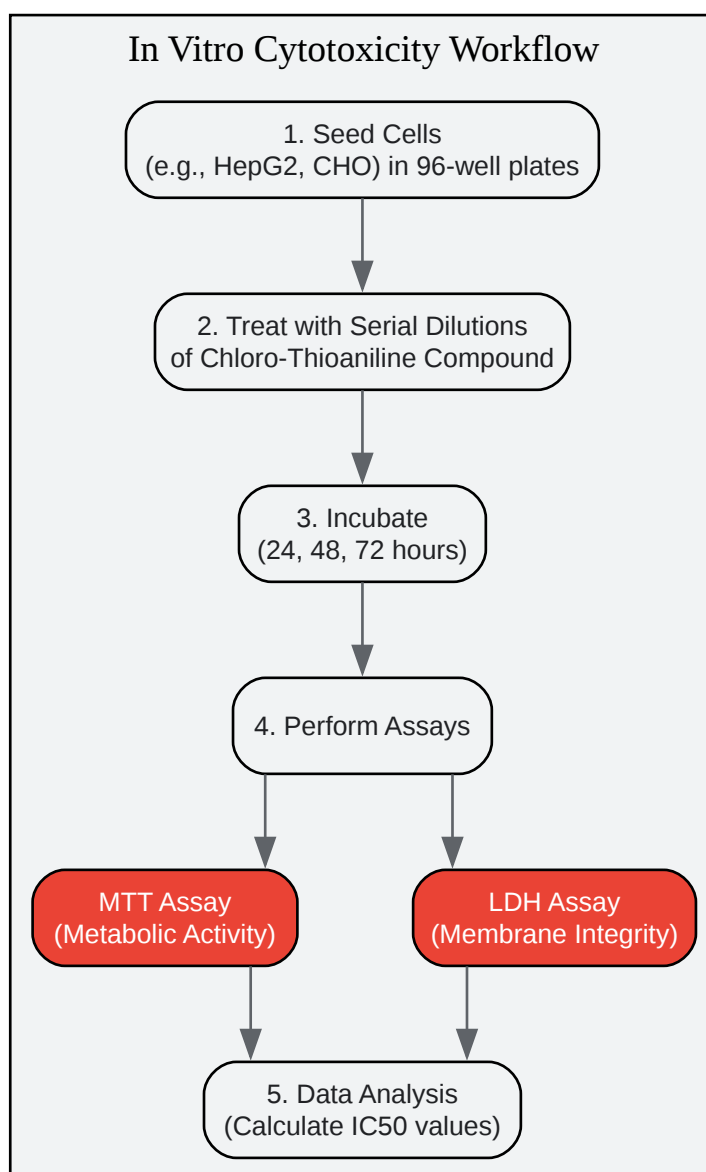 In Vitro Cytotoxicity Workflow
1. Seed Cells
(e.g., HepG2, CHO) in 96-well plates
2. Treat with Serial Dilutions
of Chloro-Thioaniline Compound
3. Incubate
(24, 48, 72 hours)
4. Perform Assays
MTT Assay
(Metabolic Activity)
LDH Assay
(Membrane Integrity)
5. Data Analysis
(Calculate IC50 values)